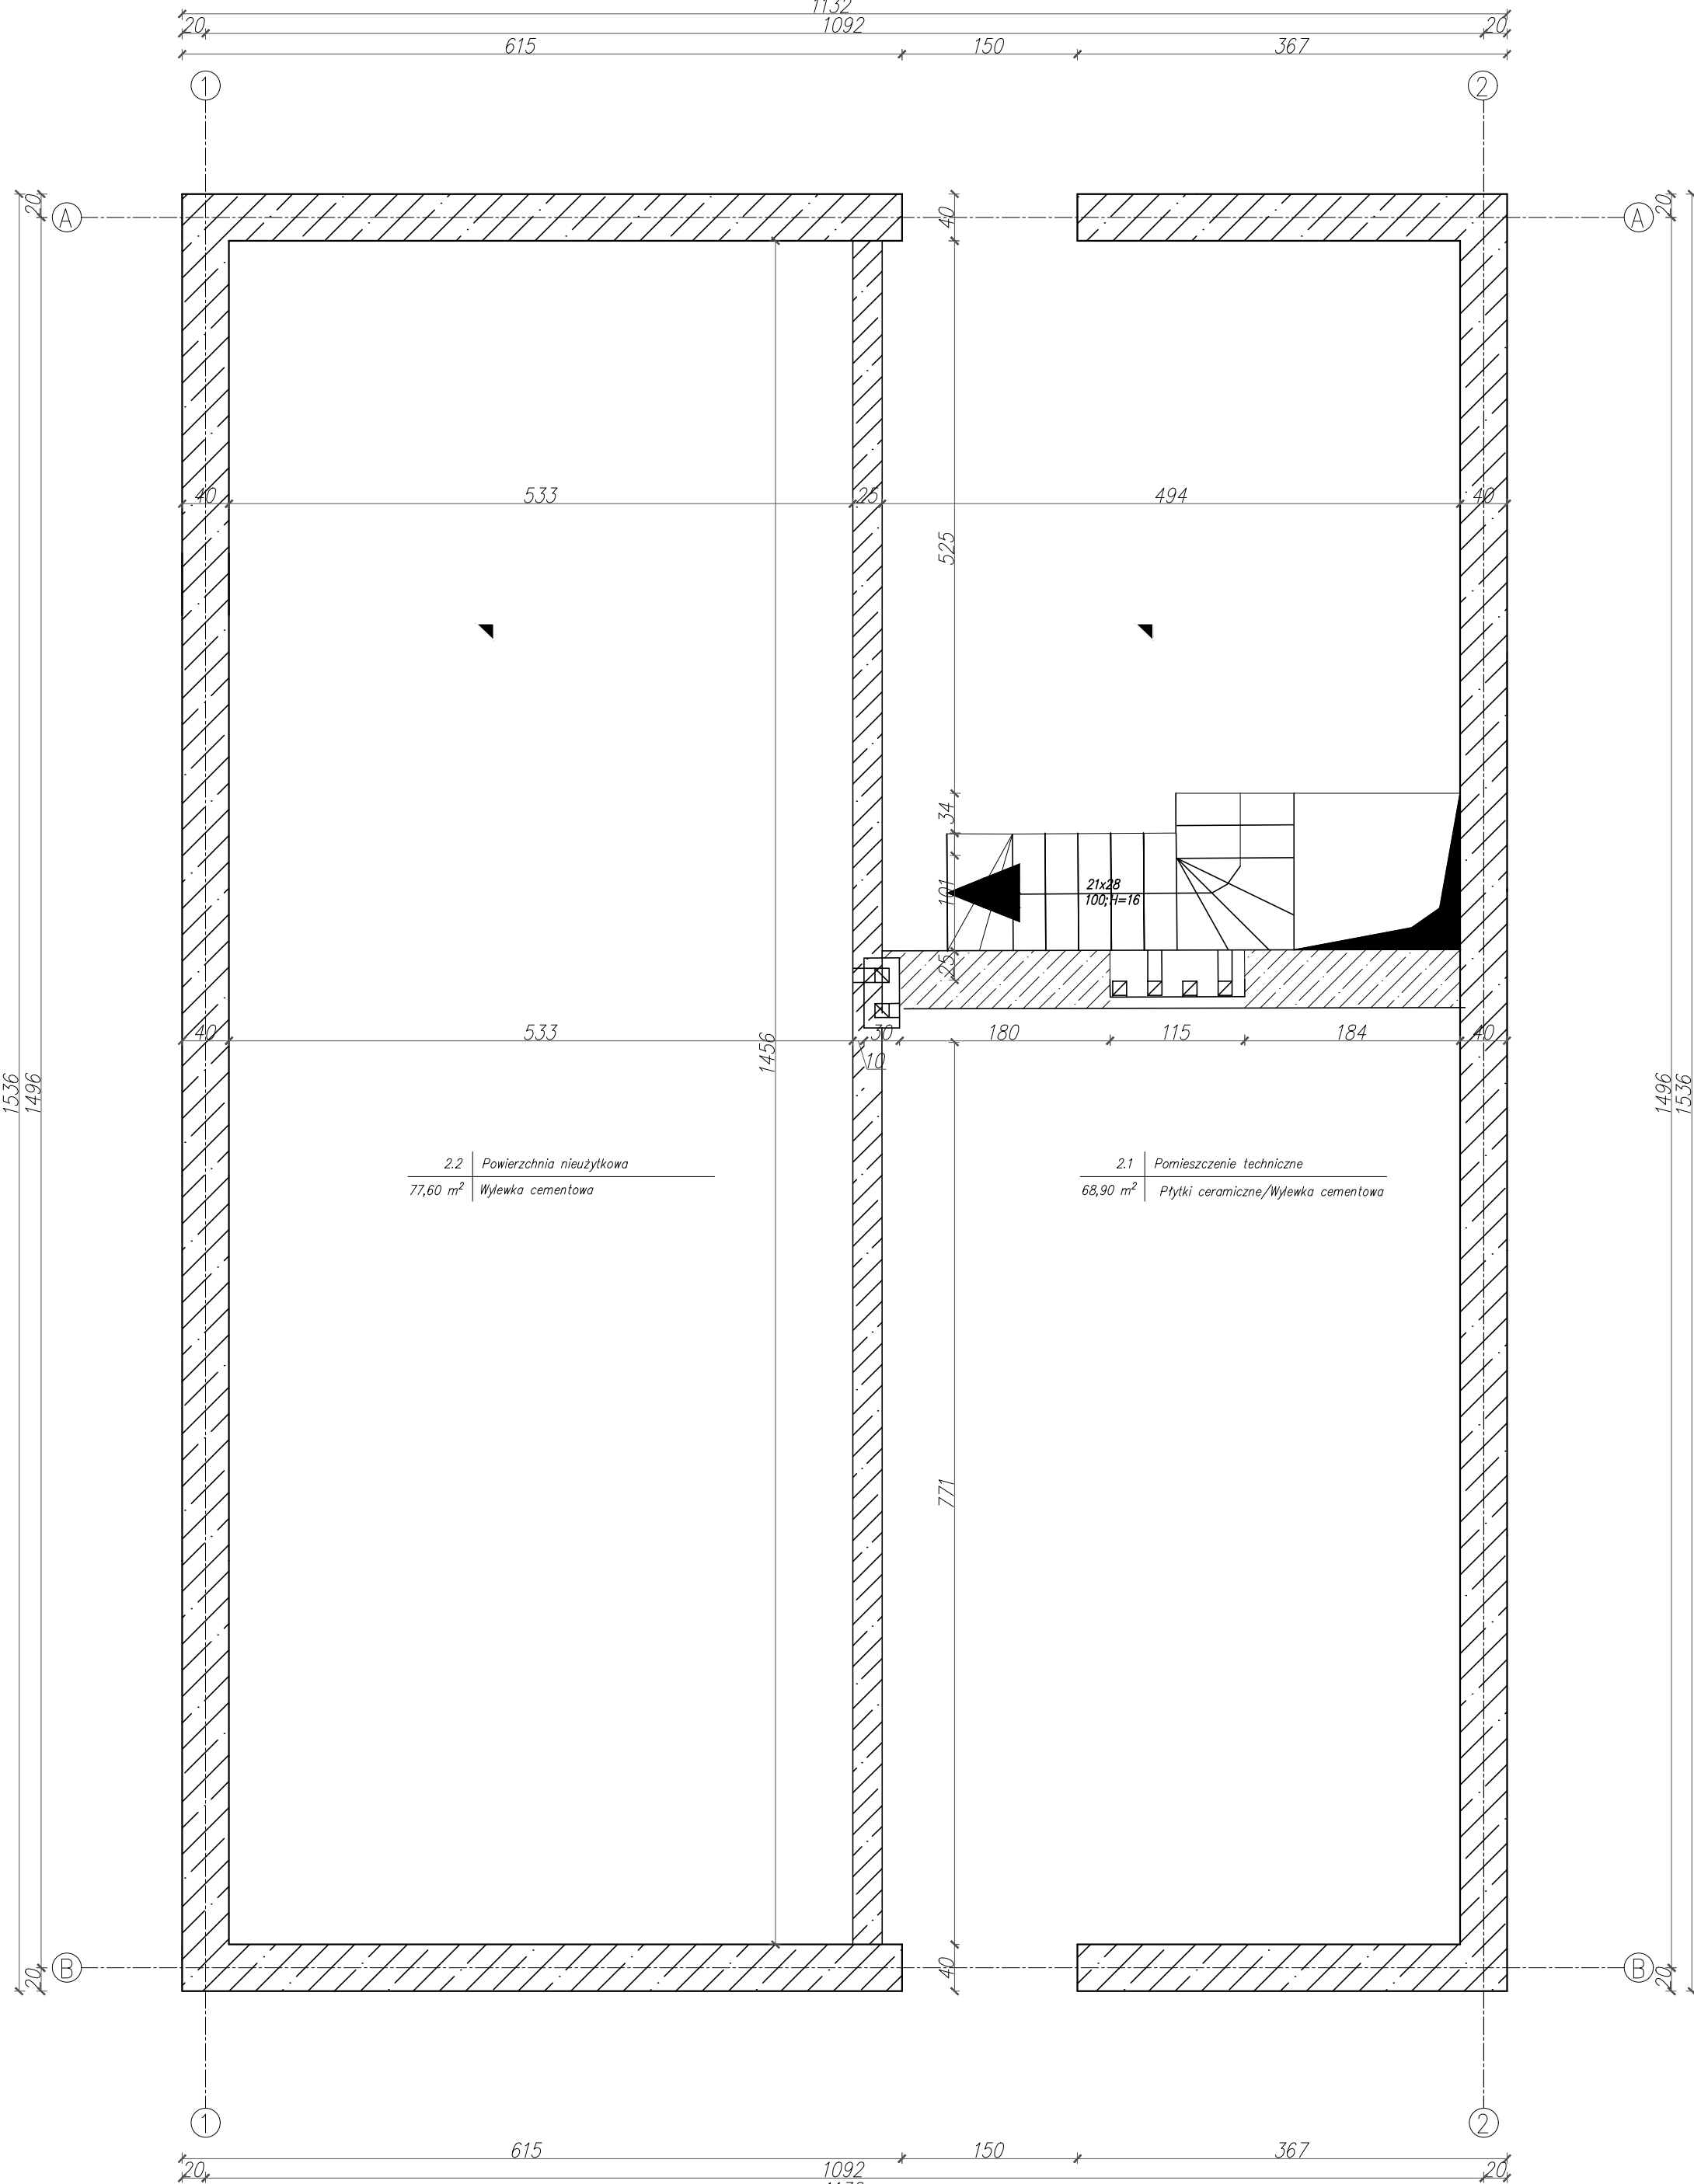 1132
20 1092 20
615 150 367
1 2
20 40 20
A A
40 533 25 494 40
525
34
21x28
101
100;H=16
25
40 533 30 180 115 184 40
10
1456
1536 1496 1496 1536
2.2 Powierzchnia nieużytkowa
77,60 m² Wylewka cementowa
2.1 Pomieszczenie techniczne
68,90 m² Płytki ceramiczne/Wylewka cementowa
771
B B
20 40 20
1 2
615 150 367
20 1092 20